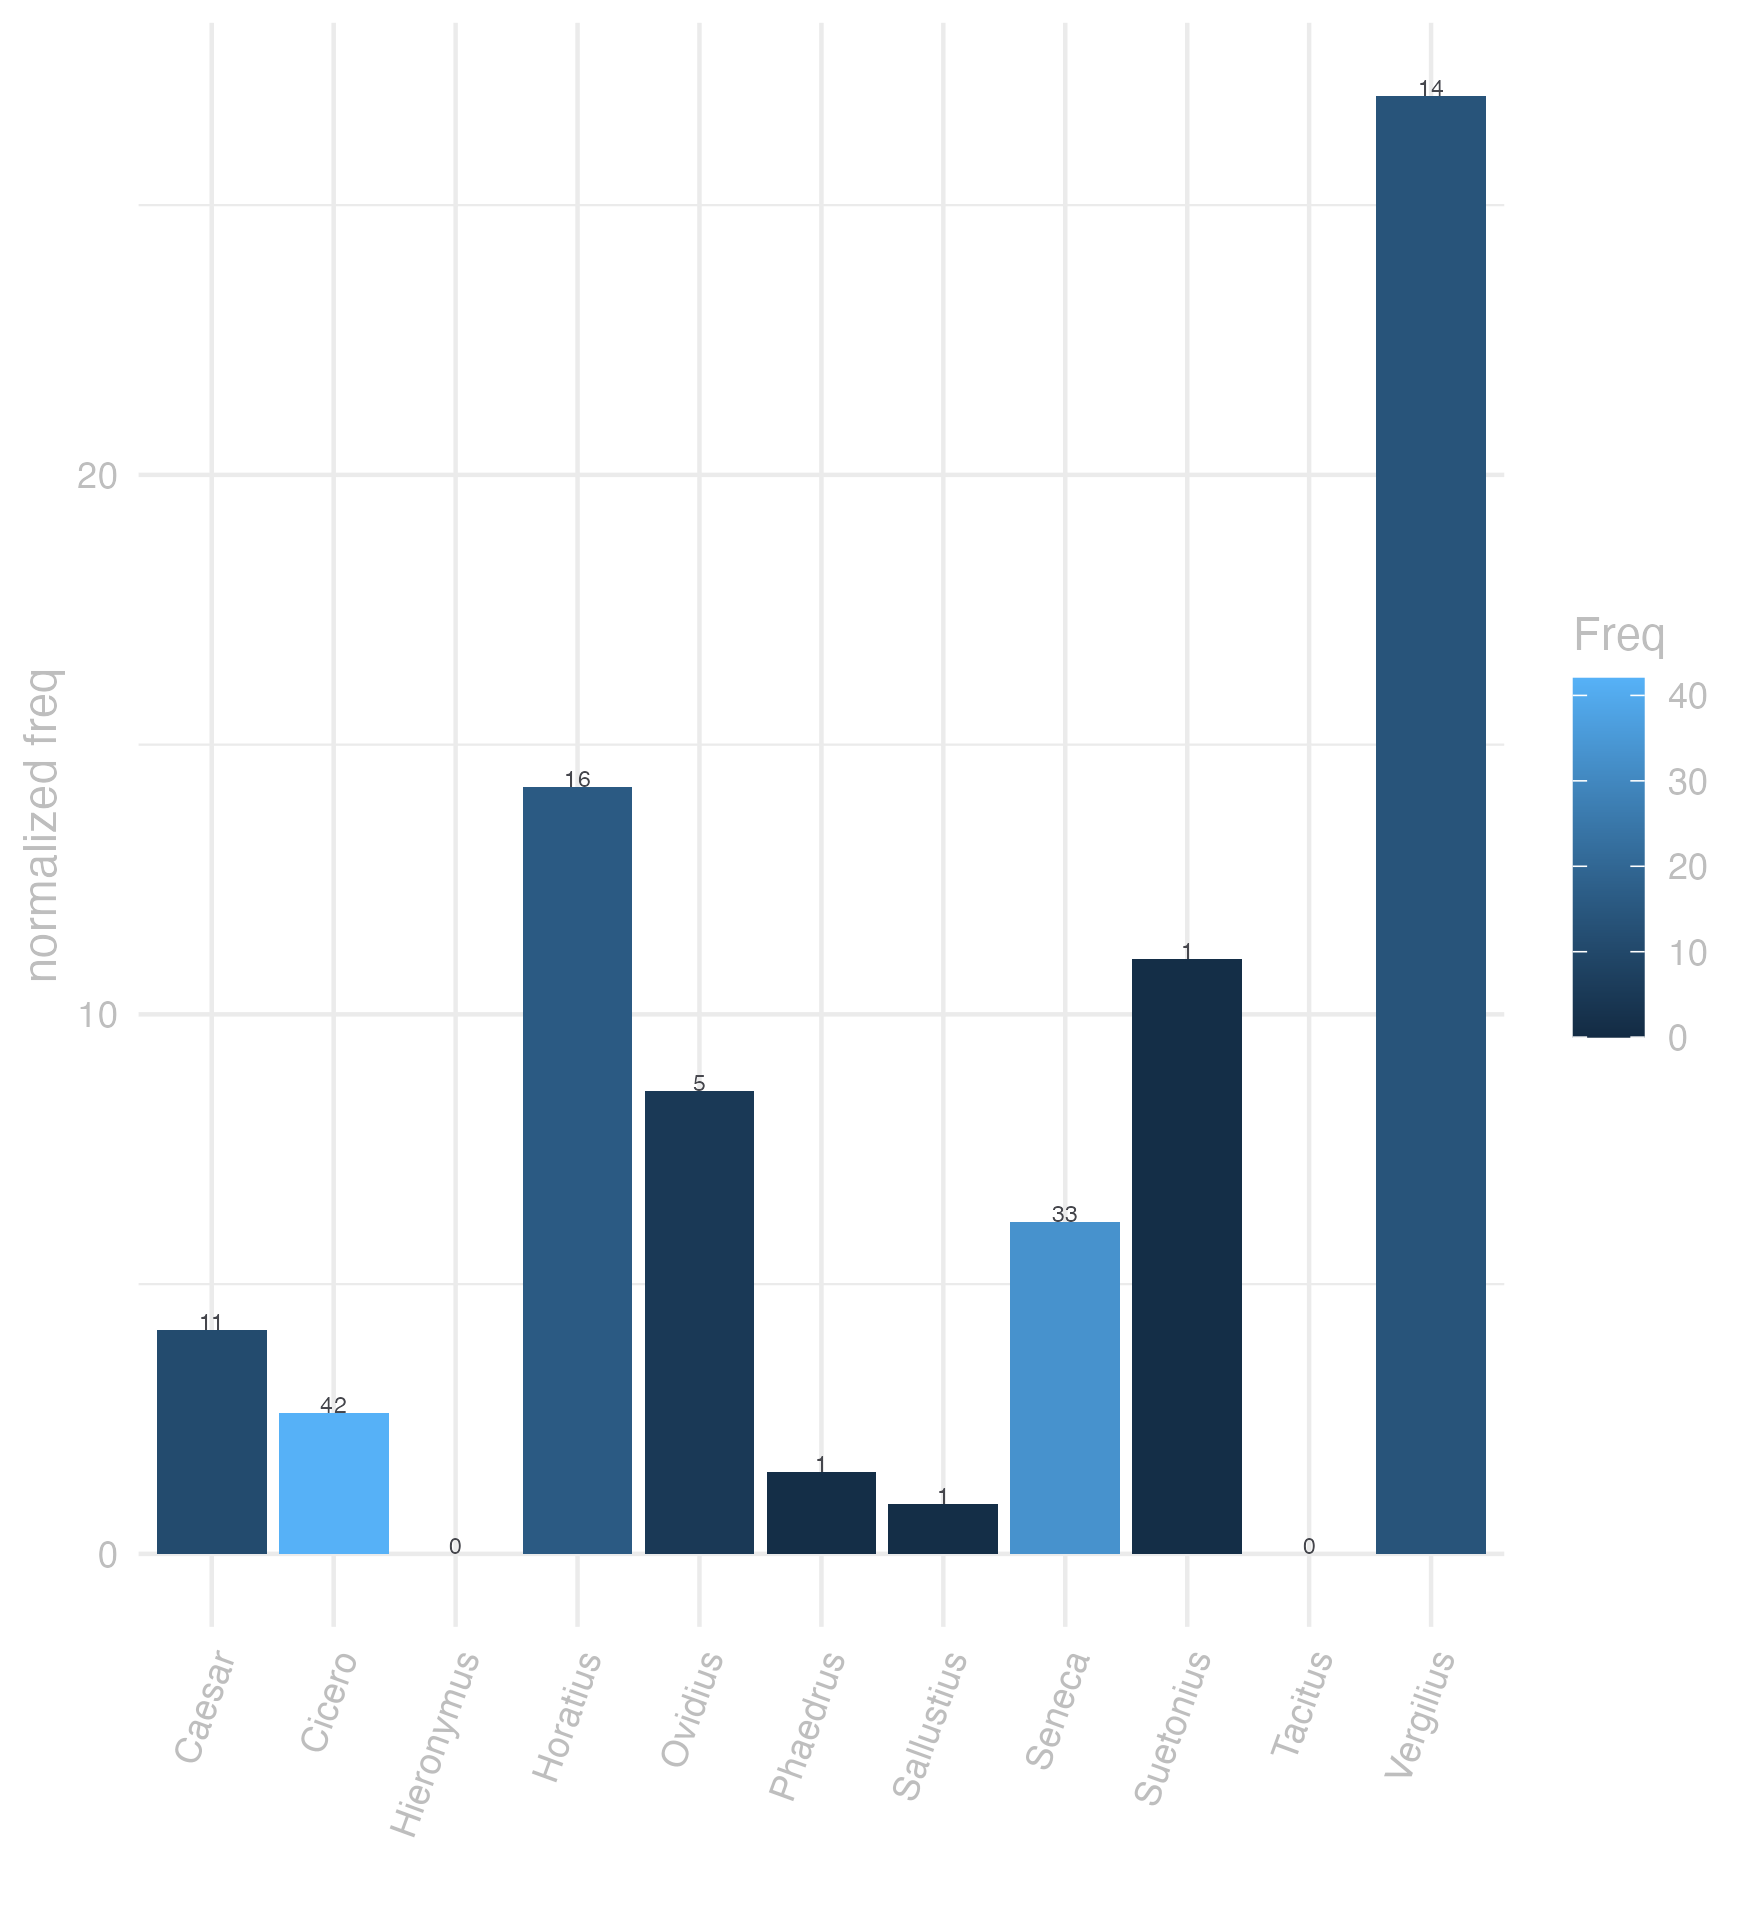 14
20
16
normalized freq
Freq
40
30
20
10
0
1
10
5
33
11
42
1
1
0
0
0
Caesar
Cicero
Hieronymus
Horatius
Ovidius
Phaedrus
Sallustius
Seneca
Suetonius
Tacitus
Vergilius